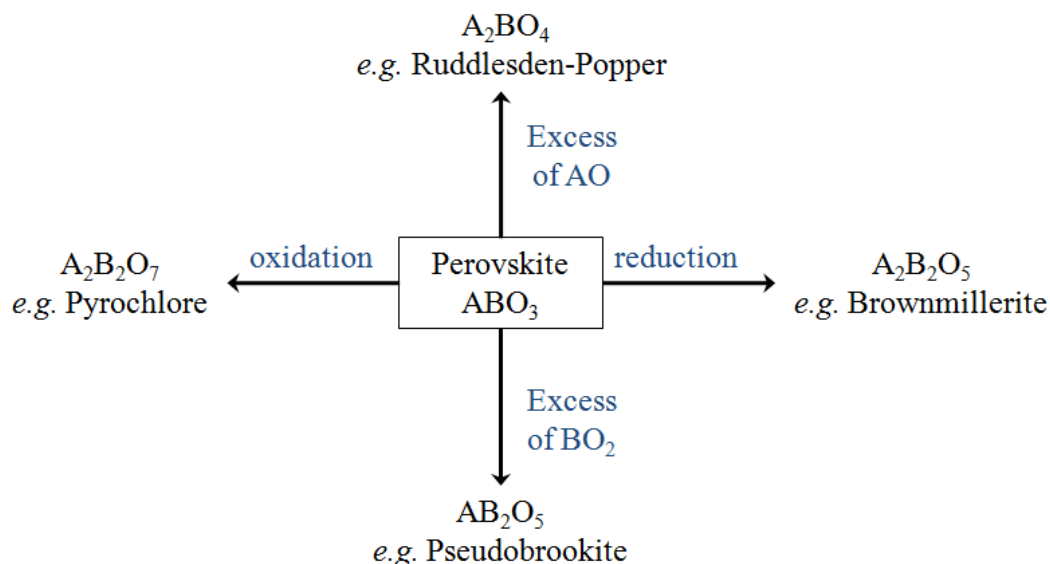 A₂BO₄
e.g. Ruddlesden-Popper
Excess
of AO
A₂B₂O₇
e.g. Pyrochlore
oxidation
Perovskite
ABO₃
reduction
A₂B₂O₅
e.g. Brownmillerite
Excess
of BO₂
AB₂O₅
e.g. Pseudobrookite